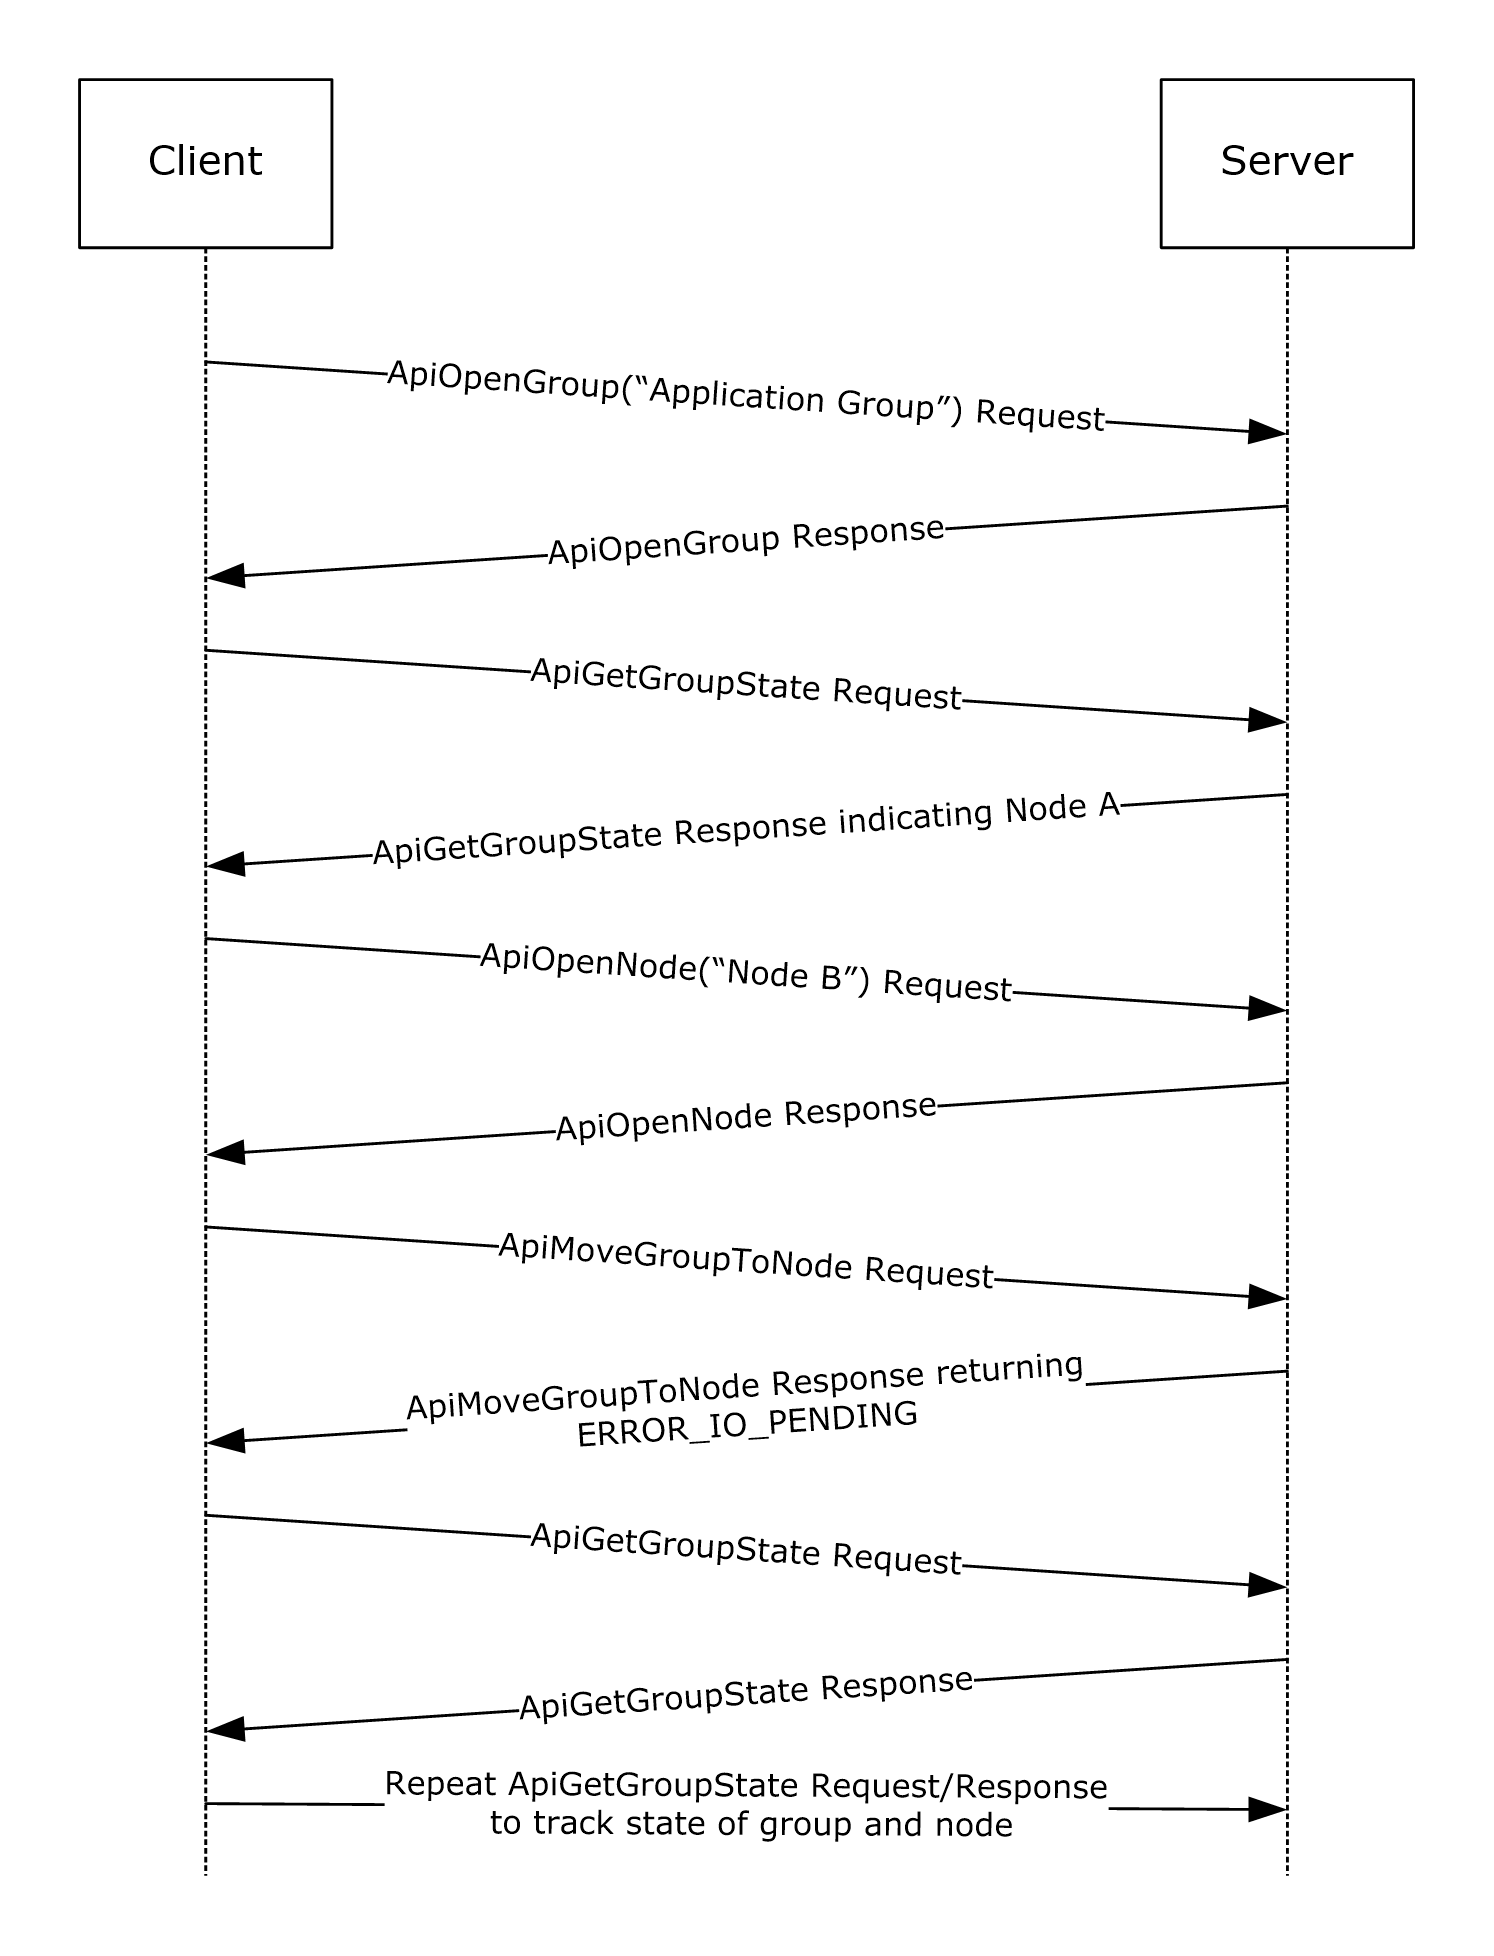 Client
Server
ApiOpenGroup(“Application Group”) Request
ApiOpenGroup Response
ApiGetGroupState Request
ApiGetGroupState Response indicating Node A
ApiOpenNode(“Node B”) Request
ApiOpenNode Response
ApiMoveGroupToNode Request
ApiMoveGroupToNode Response returning
ERROR_IO_PENDING
ApiGetGroupState Request
ApiGetGroupState Response
Repeat ApiGetGroupState Request/Response
to track state of group and node